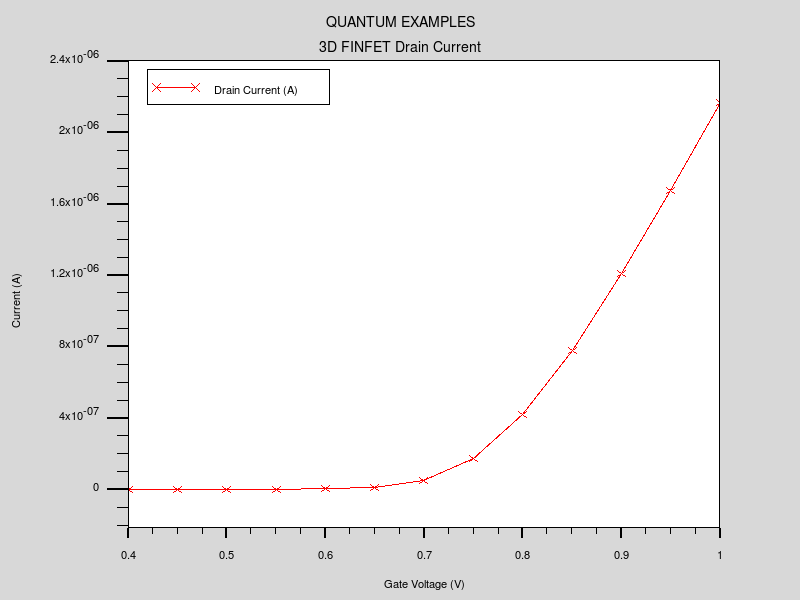 QUANTUM EXAMPLES
3D FINFET Drain Current
Drain Current (A)
2.4x10-06
2x10-06
1.6x10-06
1.2x10-06
8x10-07
4x10-07
0
Current (A)
0.4 0.5 0.6 0.7 0.8 0.9 1
Gate Voltage (V)